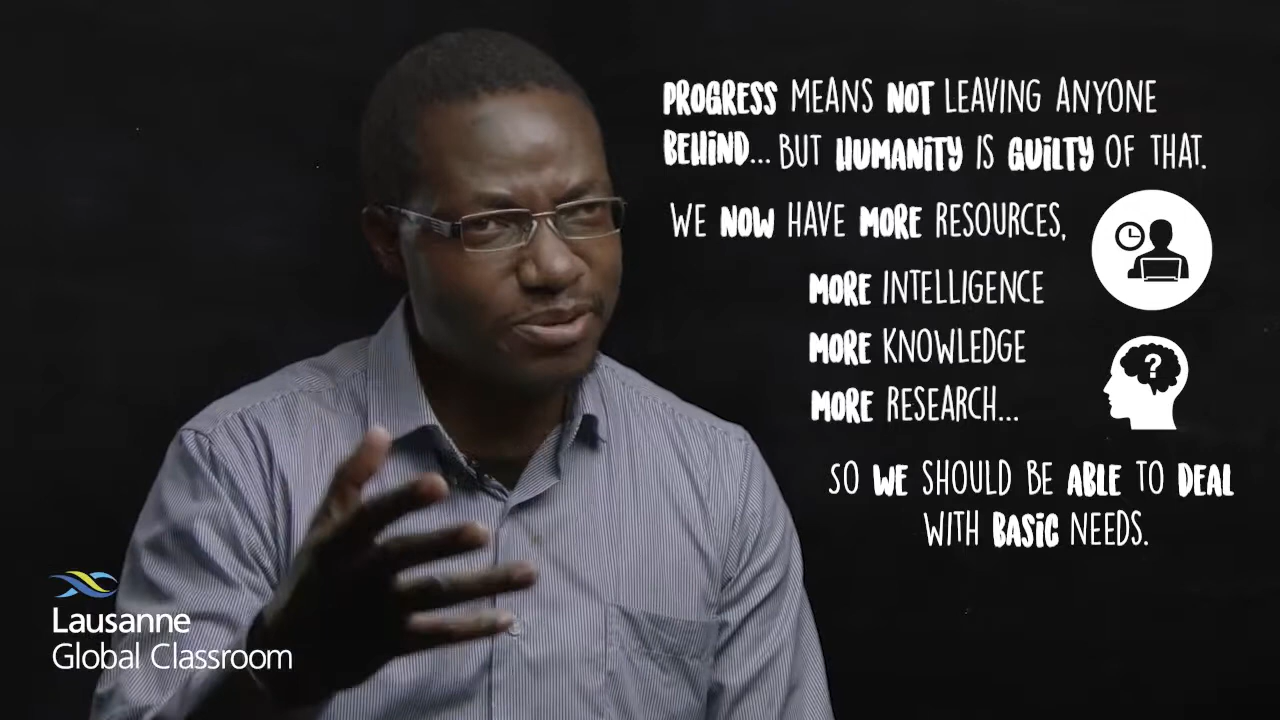 PROGRESS MEANS NOT LEAVING ANYONE
BEHIND... BUT HUMANITY IS GUILTY OF THAT.
WE NOW HAVE MORE RESOURCES,
MORE INTELLIGENCE
MORE KNOWLEDGE
MORE RESEARCH...
SO WE SHOULD BE ABLE TO DEAL
WITH BASIC NEEDS.
?
Lausanne
Global Classroom